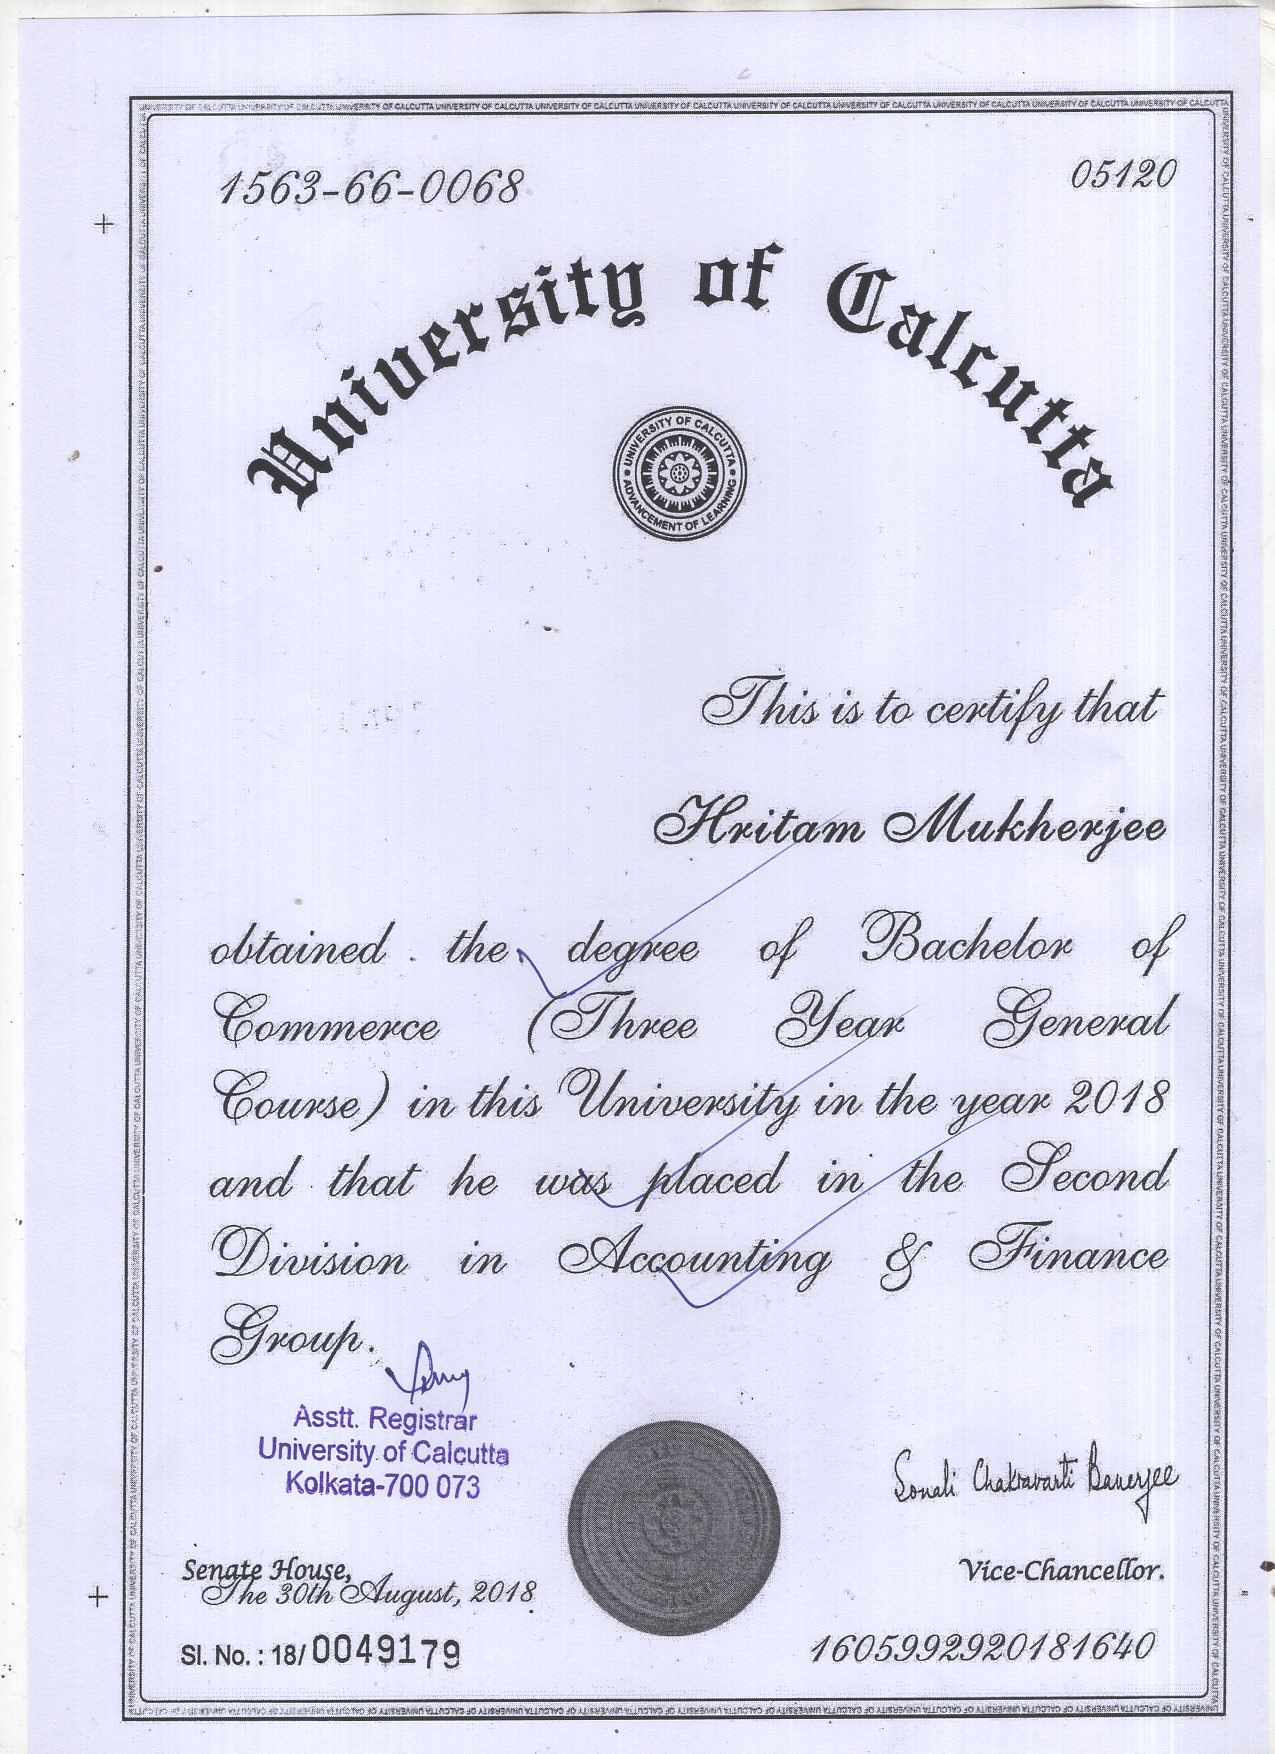 1563-66-0068
05120
University of Calcutta
UNIVERSITY OF CALCUTTA
ADVANCEMENT OF LEARNING
This is to certify that
Hritam Mukherjee
obtained the degree of Bachelor of
Commerce (Three Year General
Course) in this University in the year 2018
and that he was placed in the Second
Division in Accounting & Finance
Group.
Asstt. Registrar
University of Calcutta
Kolkata-700 073
Sonali Chakravarti Banerjee
Senate House,
The 30th August, 2018
Vice-Chancellor.
Sl. No. : 18/0049179
1605992920181640